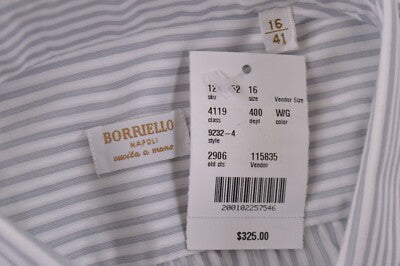 16
41
BORRIELLO
NAPOLI
cucita a mano
16
sku size Vendor Size
4119 400 W/G
class dept color
9232-4
style
2906 115835
old cls Vendor
200102257546
$325.00